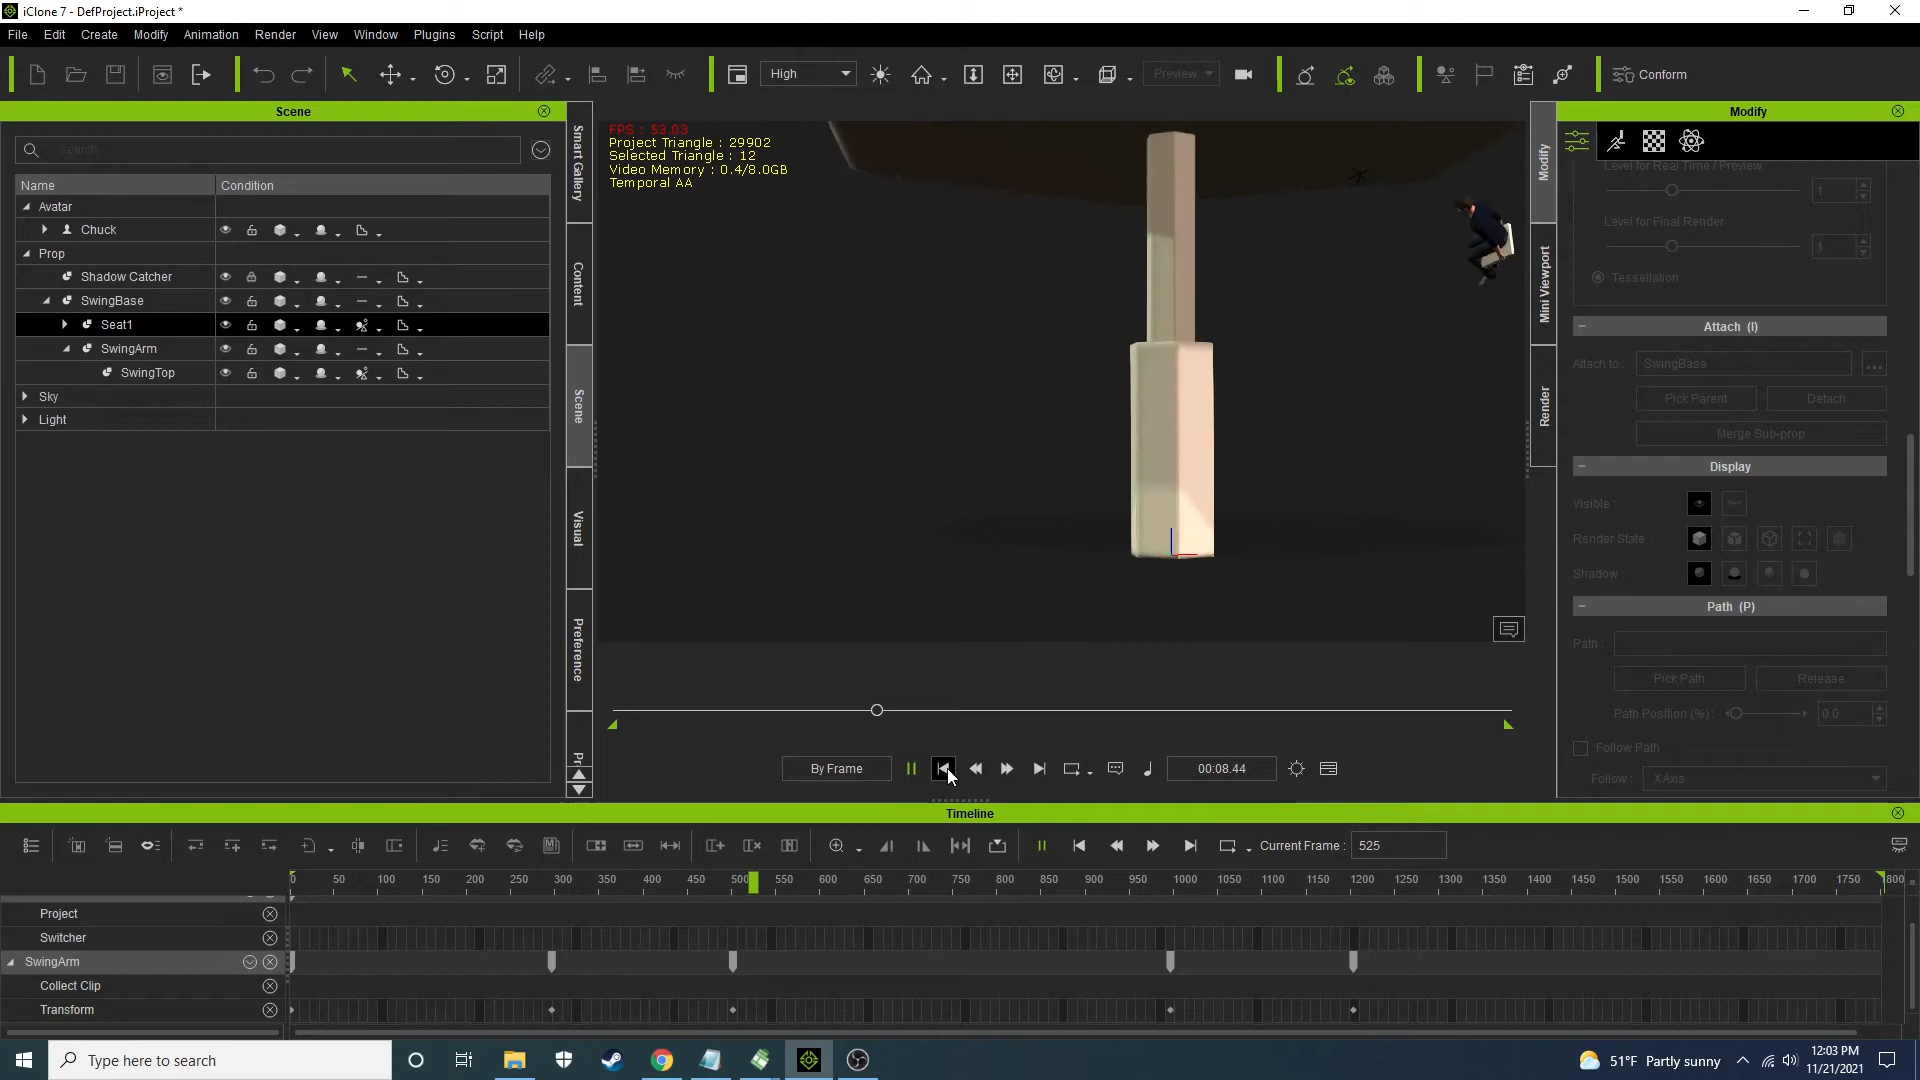 iClone 7 - DefProject.iProject *
File Edit Create Modify Animation Render View Window Plugins Script Help
High Preview Conform
Scene
Search
Name Condition
Avatar
Chuck
Prop
Shadow Catcher
SwingBase
Seat1
SwingArm
SwingTop
Sky
Light
Smart Gallery
Content
Scene
Visual
Preference
FPS : 53.03
Project Triangle : 29902
Selected Triangle : 12
Video Memory : 0.4/8.0GB
Temporal AA
By Frame 00:08.44
Modify
Mini Viewport
Render
Modify
Level for Real Time / Preview
1
Level for Final Render
1
Tessellation
Attach (I)
Attach to : SwingBase ...
Pick Parent Detach
Merge Sub-prop
Display
Visible :
Render State :
Shadow :
Path (P)
Path :
Pick Path Release
Path Position (%) : 0.0
Follow Path
Follow : X Axis
Timeline
Current Frame : 525
0 50 100 150 200 250 300 350 400 450 500 550 600 650 700 750 800 850 900 950 1000 1050 1100 1150 1200 1250 1300 1350 1400 1450 1500 1550 1600 1650 1700 1750 1800
Project
Switcher
SwingArm
Collect Clip
Transform
Type here to search
51°F Partly sunny
12:03 PM
11/21/2021